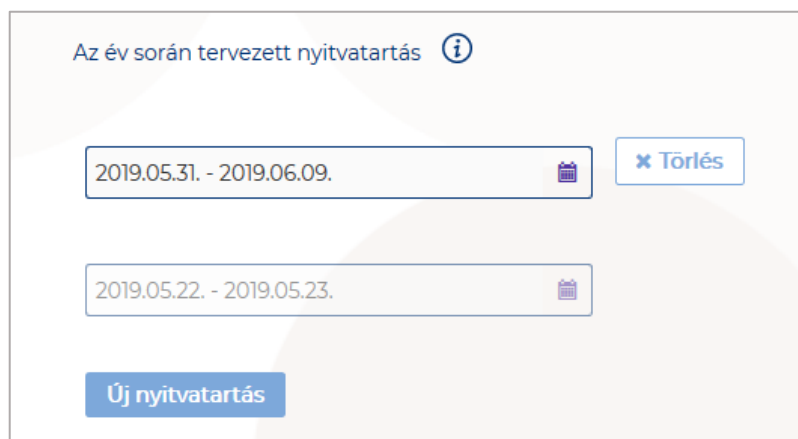 Az év során tervezett nyitvatartás
2019.05.31. - 2019.06.09.
Törlés
2019.05.22. - 2019.05.23.
Új nyitvatartás